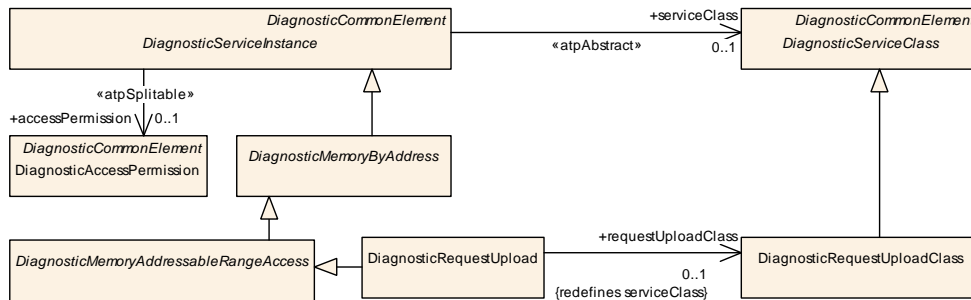 DiagnosticCommonElement
DiagnosticServiceInstance
+serviceClass
«atpAbstract»
0..1
DiagnosticCommonElement
DiagnosticServiceClass
«atpSplitable»
+accessPermission
0..1
DiagnosticCommonElement
DiagnosticAccessPermission
DiagnosticMemoryByAddress
DiagnosticMemoryAddressableRangeAccess
DiagnosticRequestUpload
+requestUploadClass
0..1
{redefines serviceClass}
DiagnosticRequestUploadClass